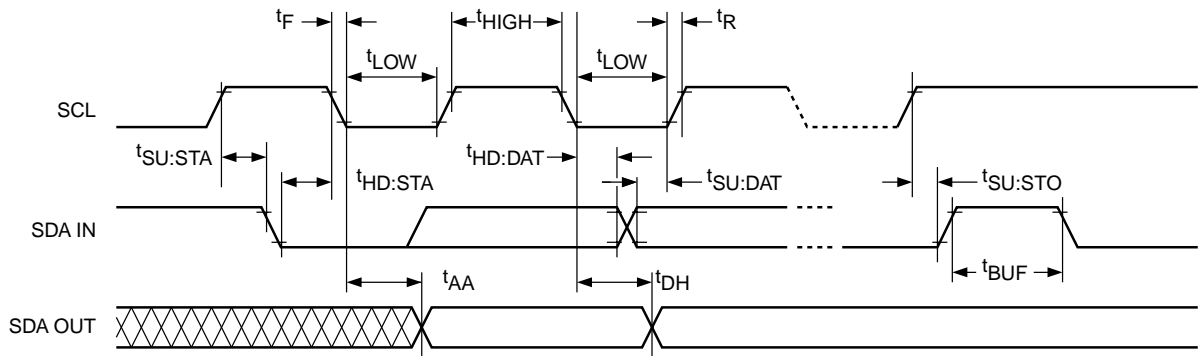 tF tHIGH tR
tLOW tLOW
SCL
tSU:STA tHD:DAT
tHD:STA tSU:DAT tSU:STO
SDA IN
tBUF
tAA tDH
SDA OUT